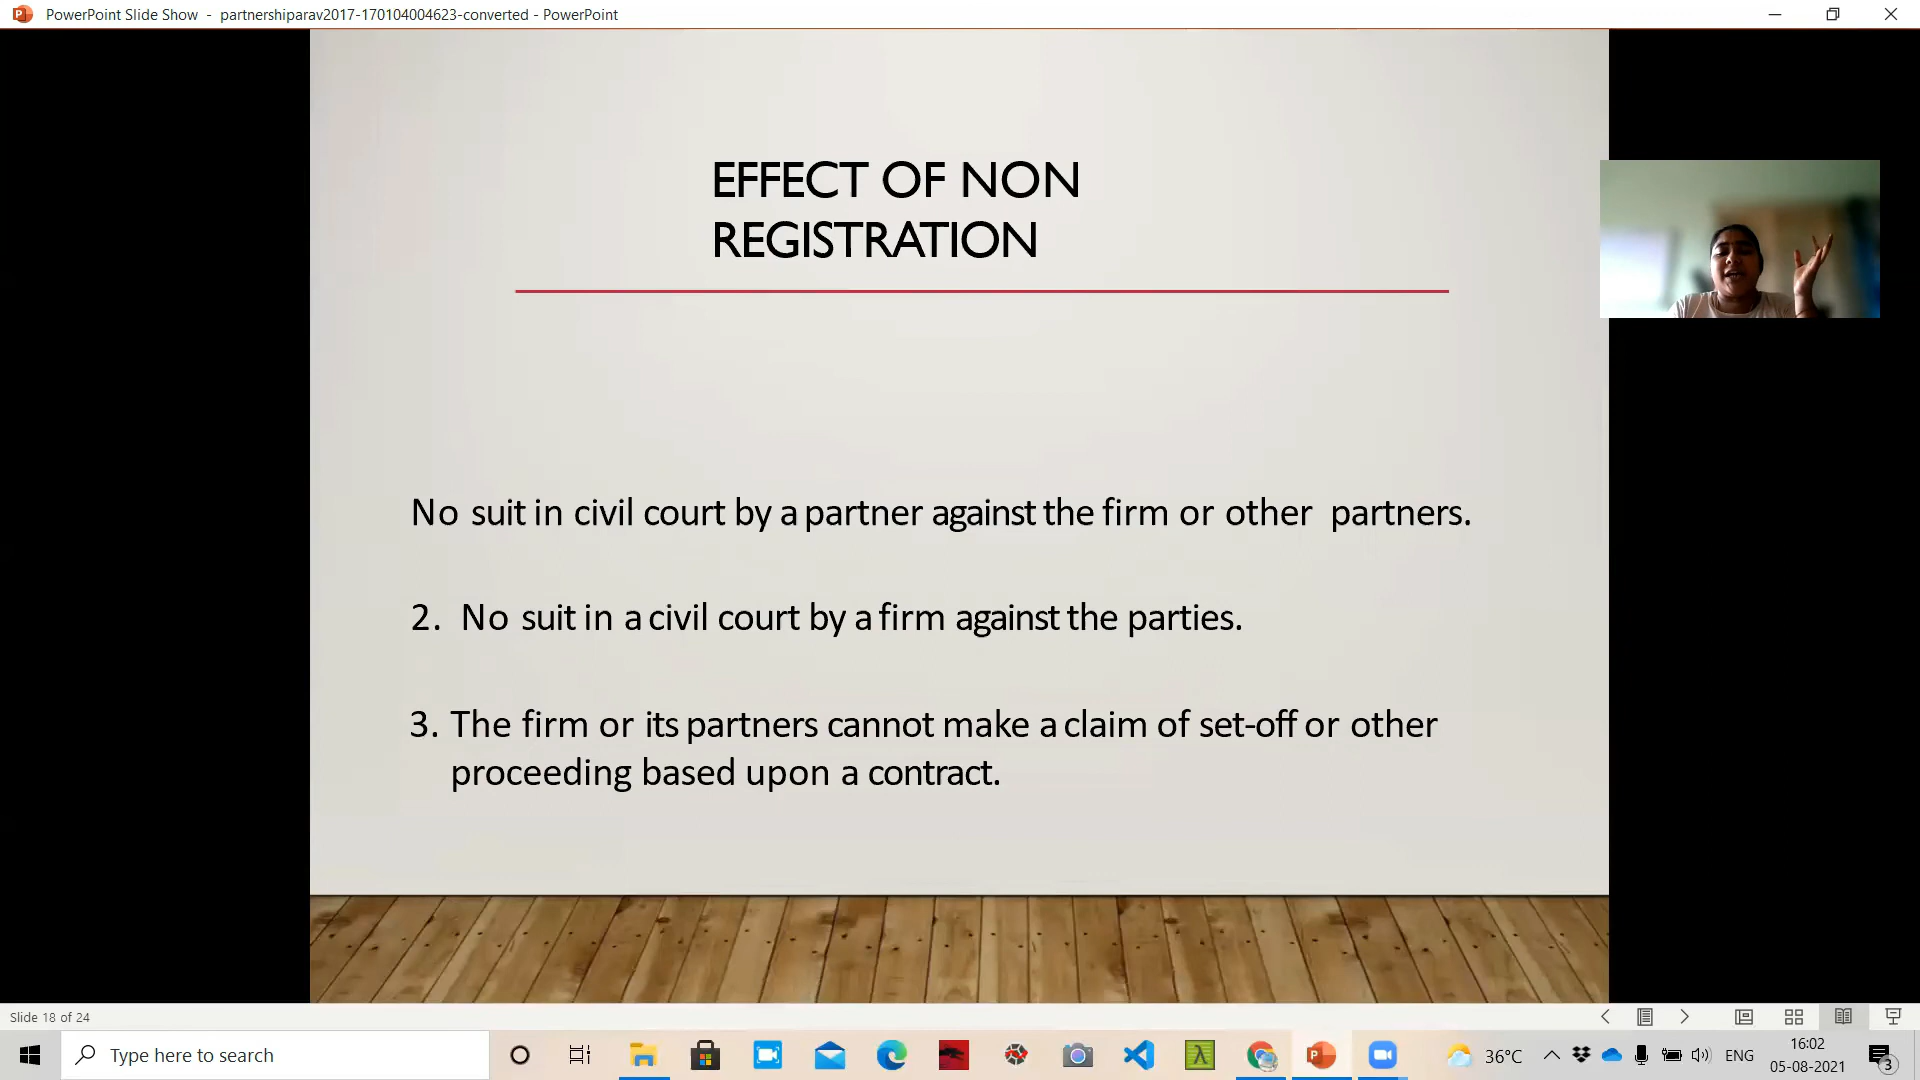 PowerPoint Slide Show - partnershiparav2017-170104004623-converted - PowerPoint
EFFECT OF NON
REGISTRATION
No suit in civil court by a partner against the firm or other partners.
2. No suit in a civil court by a firm against the parties.
3. The firm or its partners cannot make a claim of set-off or other
proceeding based upon a contract.
Slide 18 of 24
Type here to search
36°C
ENG
16:02
05-08-2021
3